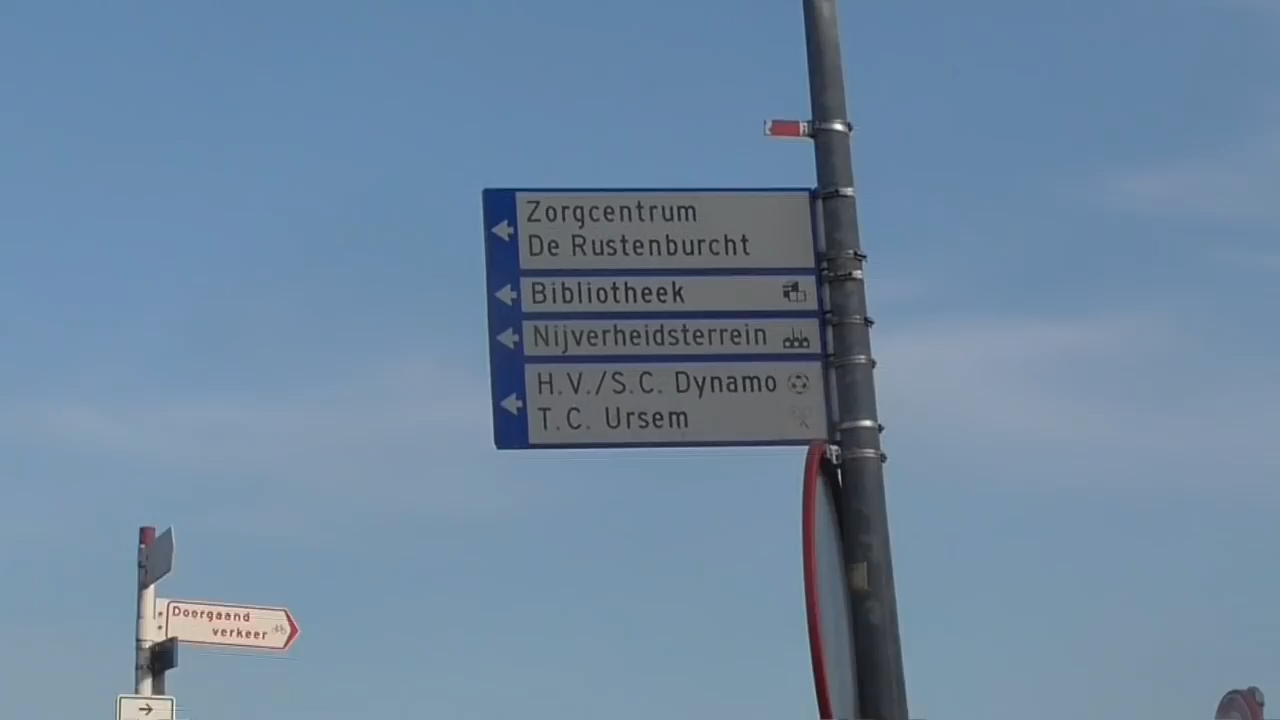 Zorgcentrum
De Rustenburcht
Bibliotheek
Nijverheidsterrein
H.V./S.C. Dynamo
T.C. Ursem
Doorgaand
verkeer